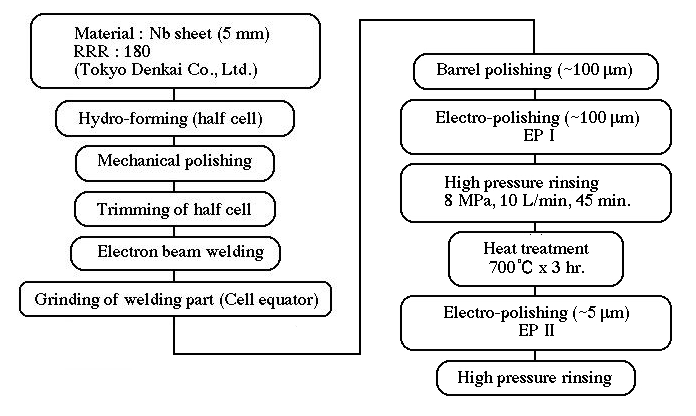 Material : Nb sheet (5 mm)
RRR : 180
(Tokyo Denkai Co., Ltd.)
Hydro-forming (half cell)
Mechanical polishing
Trimming of half cell
Electron beam welding
Grinding of welding part (Cell equator)
Barrel polishing (~100 μm)
Electro-polishing (~100 μm)
EP I
High pressure rinsing
8 MPa, 10 L/min, 45 min.
Heat treatment
700℃ x 3 hr.
Electro-polishing (~5 μm)
EP II
High pressure rinsing